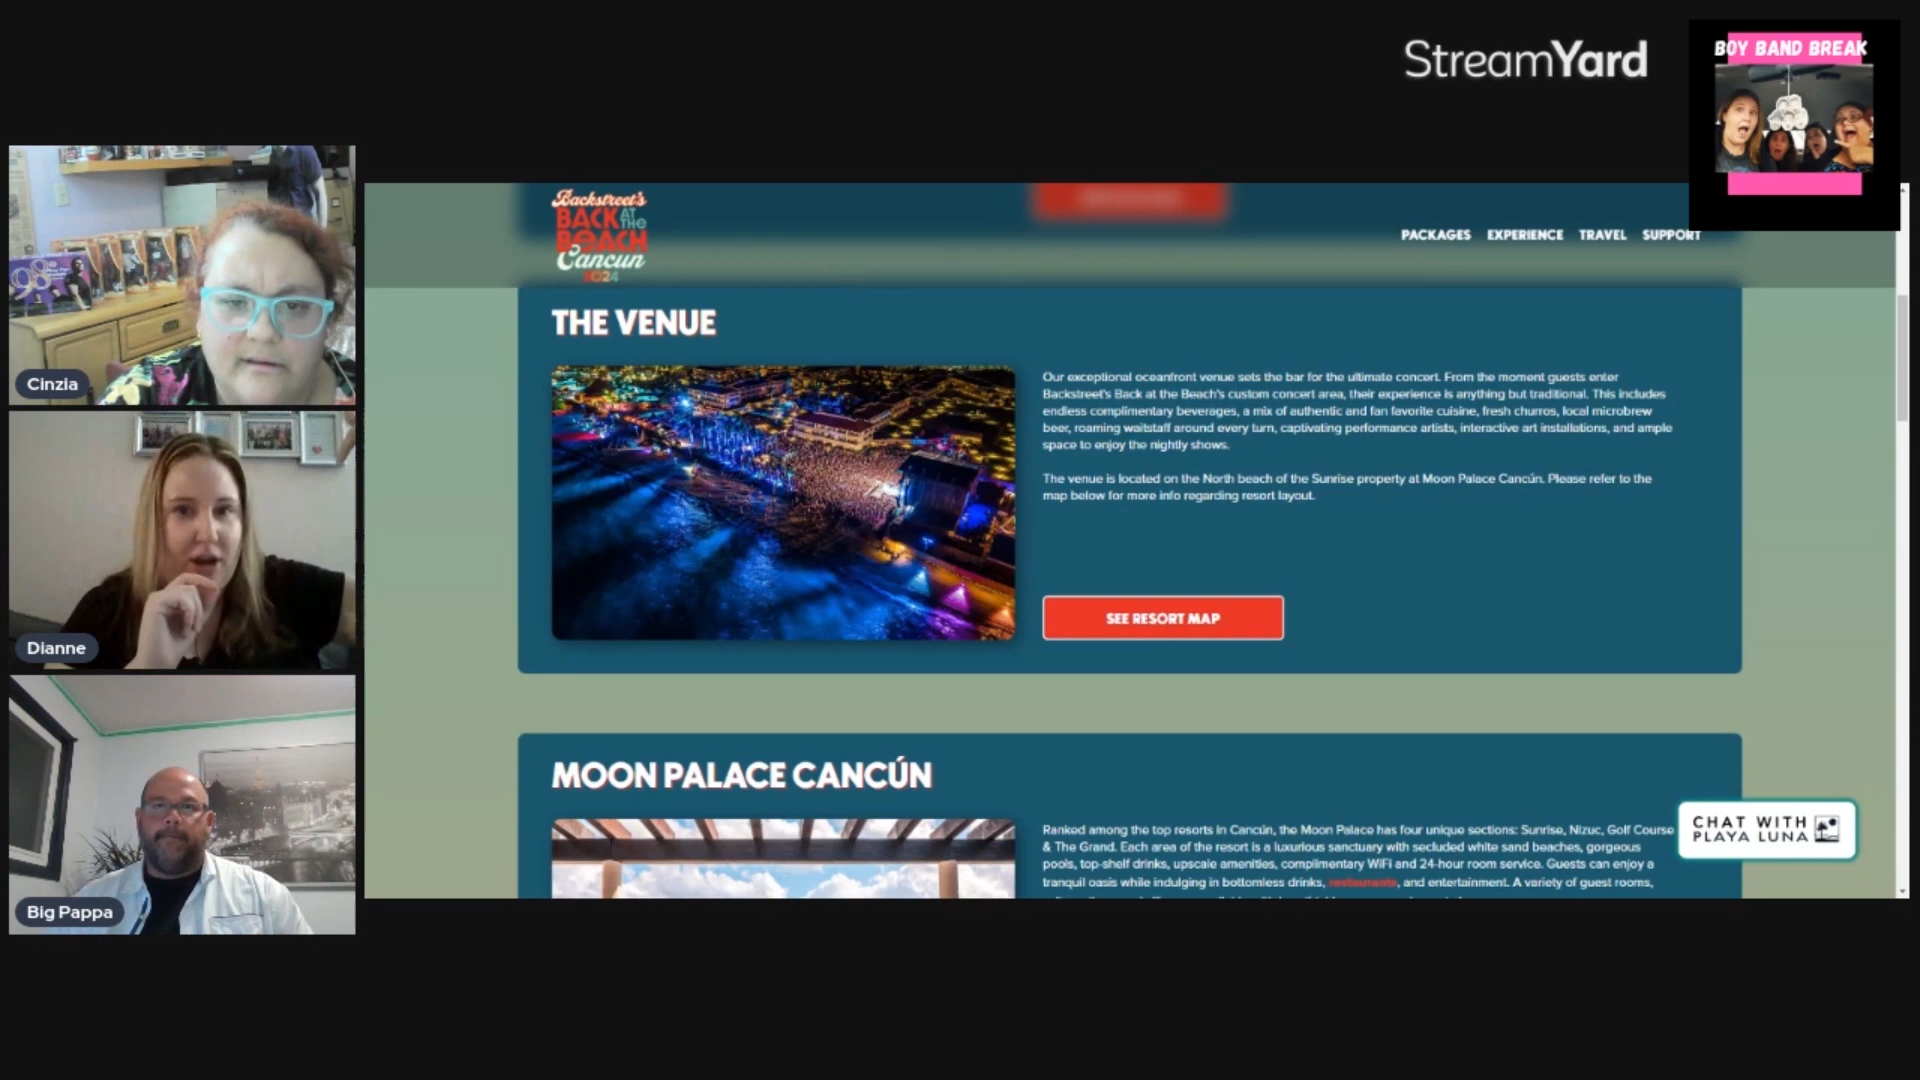 StreamYard
BOY BAND BREAK
Cinzia
Dianne
Big Pappa
98
Backstreet's
BACK AT THE
BEACH
Cancun
2024
PACKAGES EXPERIENCE TRAVEL SUPPORT
THE VENUE
Our exceptional oceanfront venue sets the bar for the ultimate concert. From the moment guests enter
Backstreet's Back at the Beach's custom concert area, their experience is anything but traditional. This includes
endless complimentary beverages, a mix of authentic and fan favorite cuisine, fresh churros, local microbrew
beer, roaming waitstaff around every turn, captivating performance artists, interactive art installations, and ample
space to enjoy the nightly shows.
The venue is located on the North beach of the Sunrise property at Moon Palace Cancún. Please refer to the
map below for more info regarding resort layout.
SEE RESORT MAP
MOON PALACE CANCÚN
Ranked among the top resorts in Cancún, the Moon Palace has four unique sections: Sunrise, Nizuc, Golf Course
& The Grand. Each area of the resort is a luxurious sanctuary with secluded white sand beaches, gorgeous
pools, top-shelf drinks, upscale amenities, complimentary WiFi and 24-hour room service. Guests can enjoy a
tranquil oasis while indulging in bottomless drinks, restaurants, and entertainment. A variety of guest rooms,
CHAT WITH
PLAYA LUNA